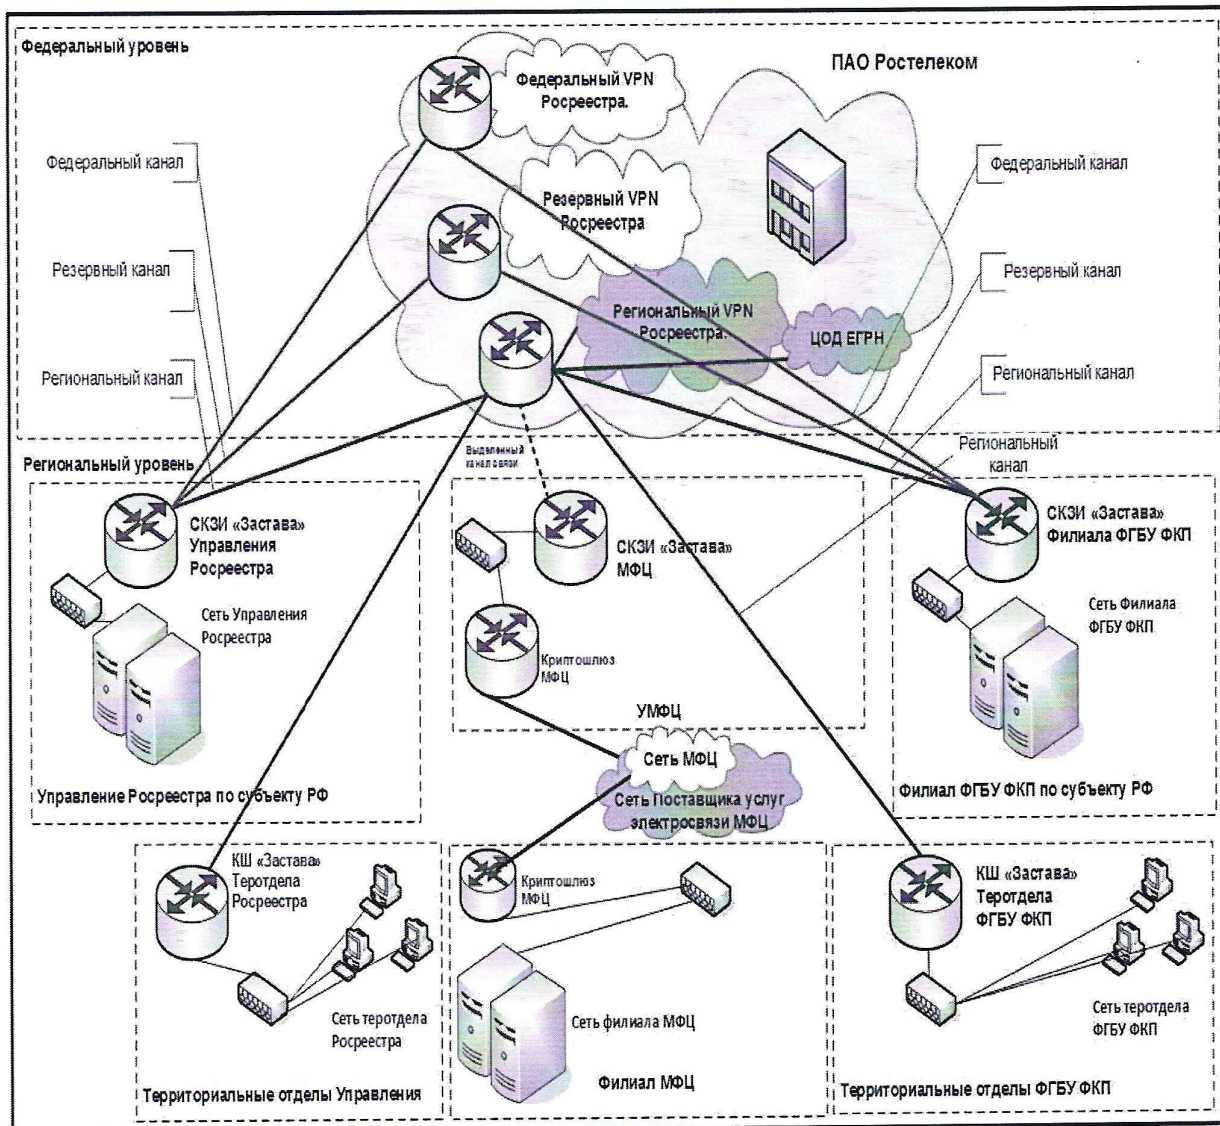 Федеральный уровень
Федеральный VPN
Росреестра.
ПАО Ростелеком
Федеральный канал
Федеральный канал
Резервный VPN
Росреестра
Резервный канал
Резервный канал
Региональный VPN
Росреестра.
ЦОД ЕГРН
Региональный канал
Региональный канал
Региональный уровень
Выделенный
канал связи
Региональный
канал
СКЗИ «Застава»
Управления
Росреестра
СКЗИ «Застава»
МФЦ
СКЗИ «Застава»
Филиала ФГБУ ФКП
Сеть Управления
Росреестра
Сеть Филиала
ФГБУ ФКП
Криптошлюз
МФЦ
УМФЦ
Сеть МФЦ
Сеть Поставщика услуг
электросвязи МФЦ
Управление Росреестра по субъекту РФ
Филиал ФГБУ ФКП по субъекту РФ
КШ «Застава»
Теротдела
Росреестра
Криптошлюз
МФЦ
КШ «Застава»
Теротдела
ФГБУ ФКП
Сеть теротдела
Росреестра
Сеть филиала МФЦ
Сеть теротдела
ФГБУ ФКП
Территориальные отделы Управления
Филиал МФЦ
Территориальные отделы ФГБУ ФКП